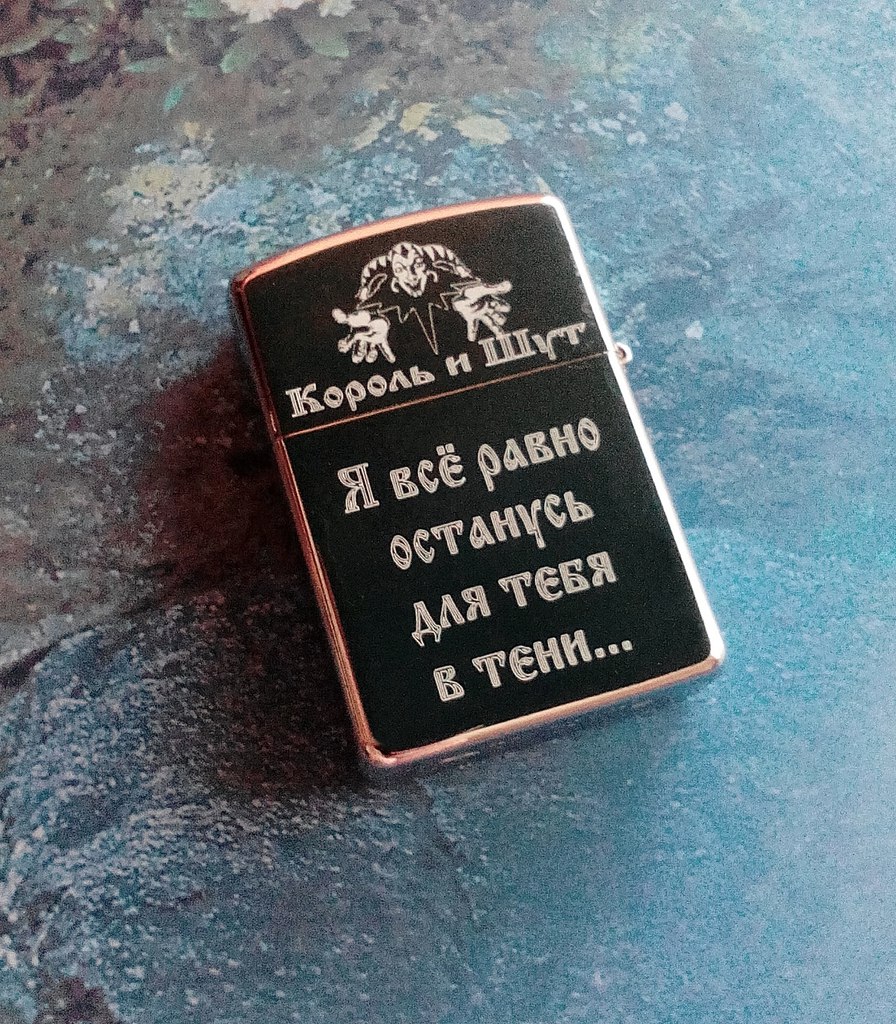 Король и Шут
Я всё равно
останусь
для тебя
в тени...